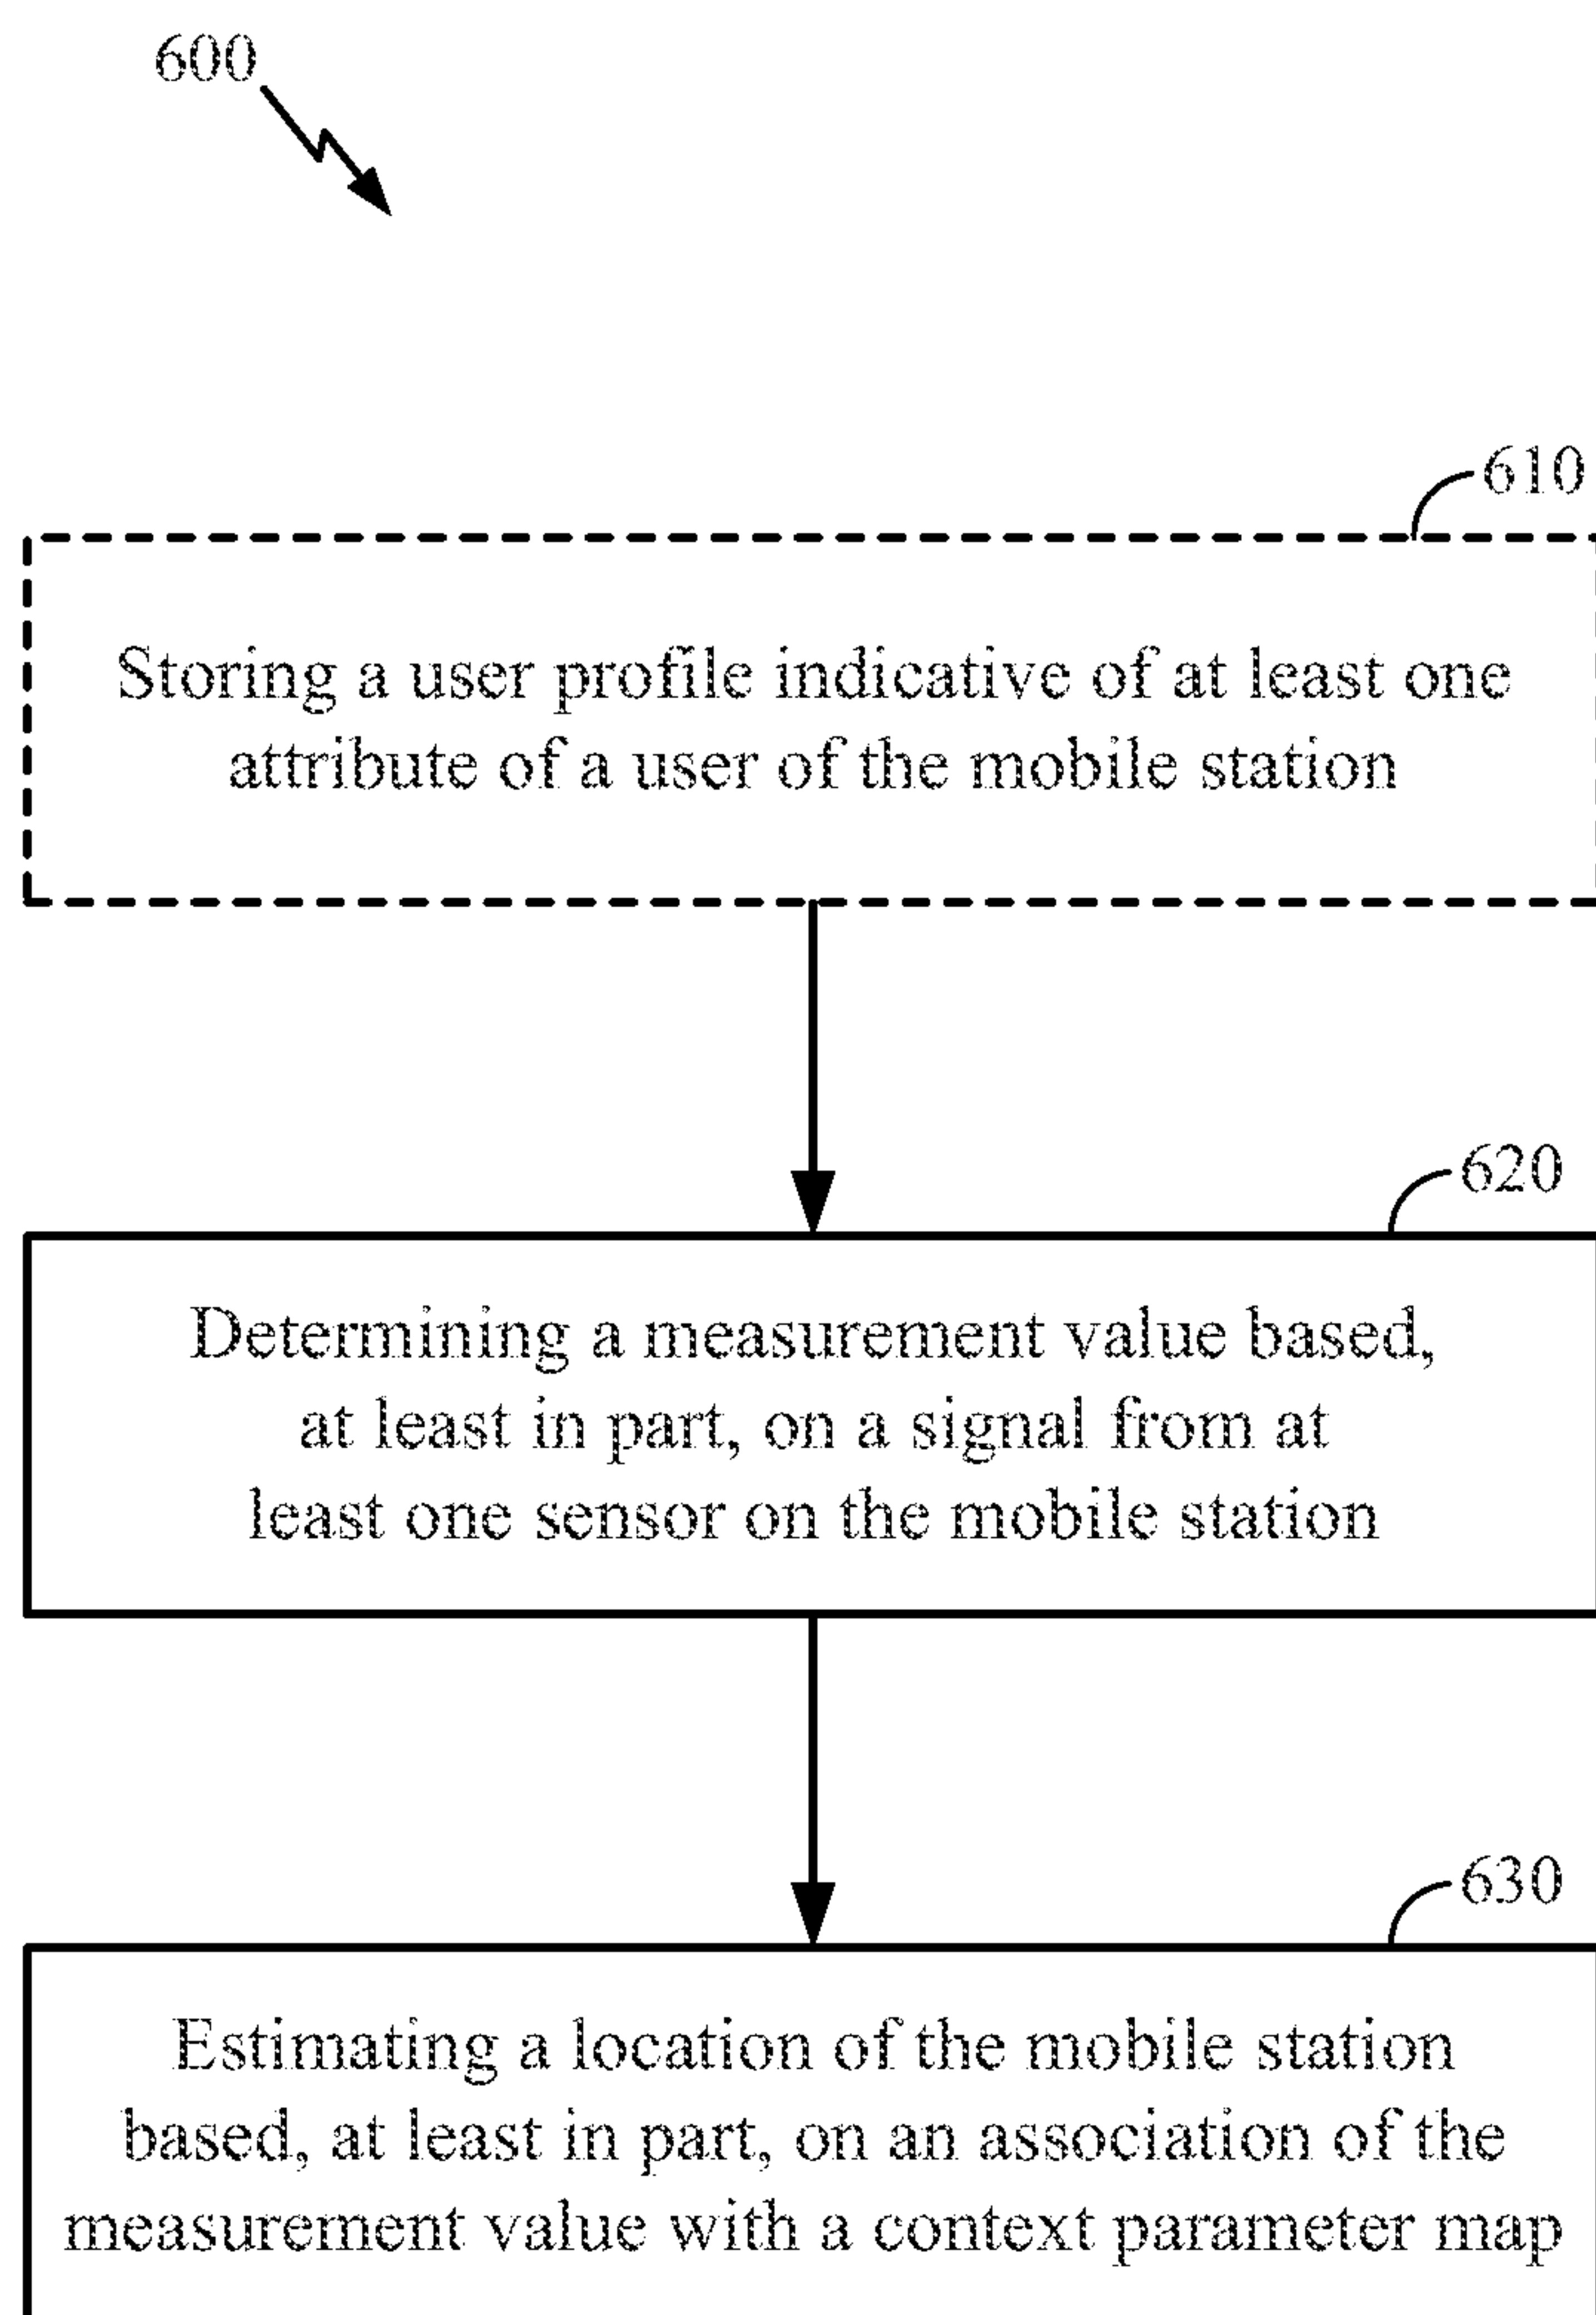 600
610
Storing a user profile indicative of at least one
attribute of a user of the mobile station
620
Determining a measurement value based,
at least in part, on a signal from at
least one sensor on the mobile station
630
Estimating a location of the mobile station
based, at least in part, on an association of the
measurement value with a context parameter map